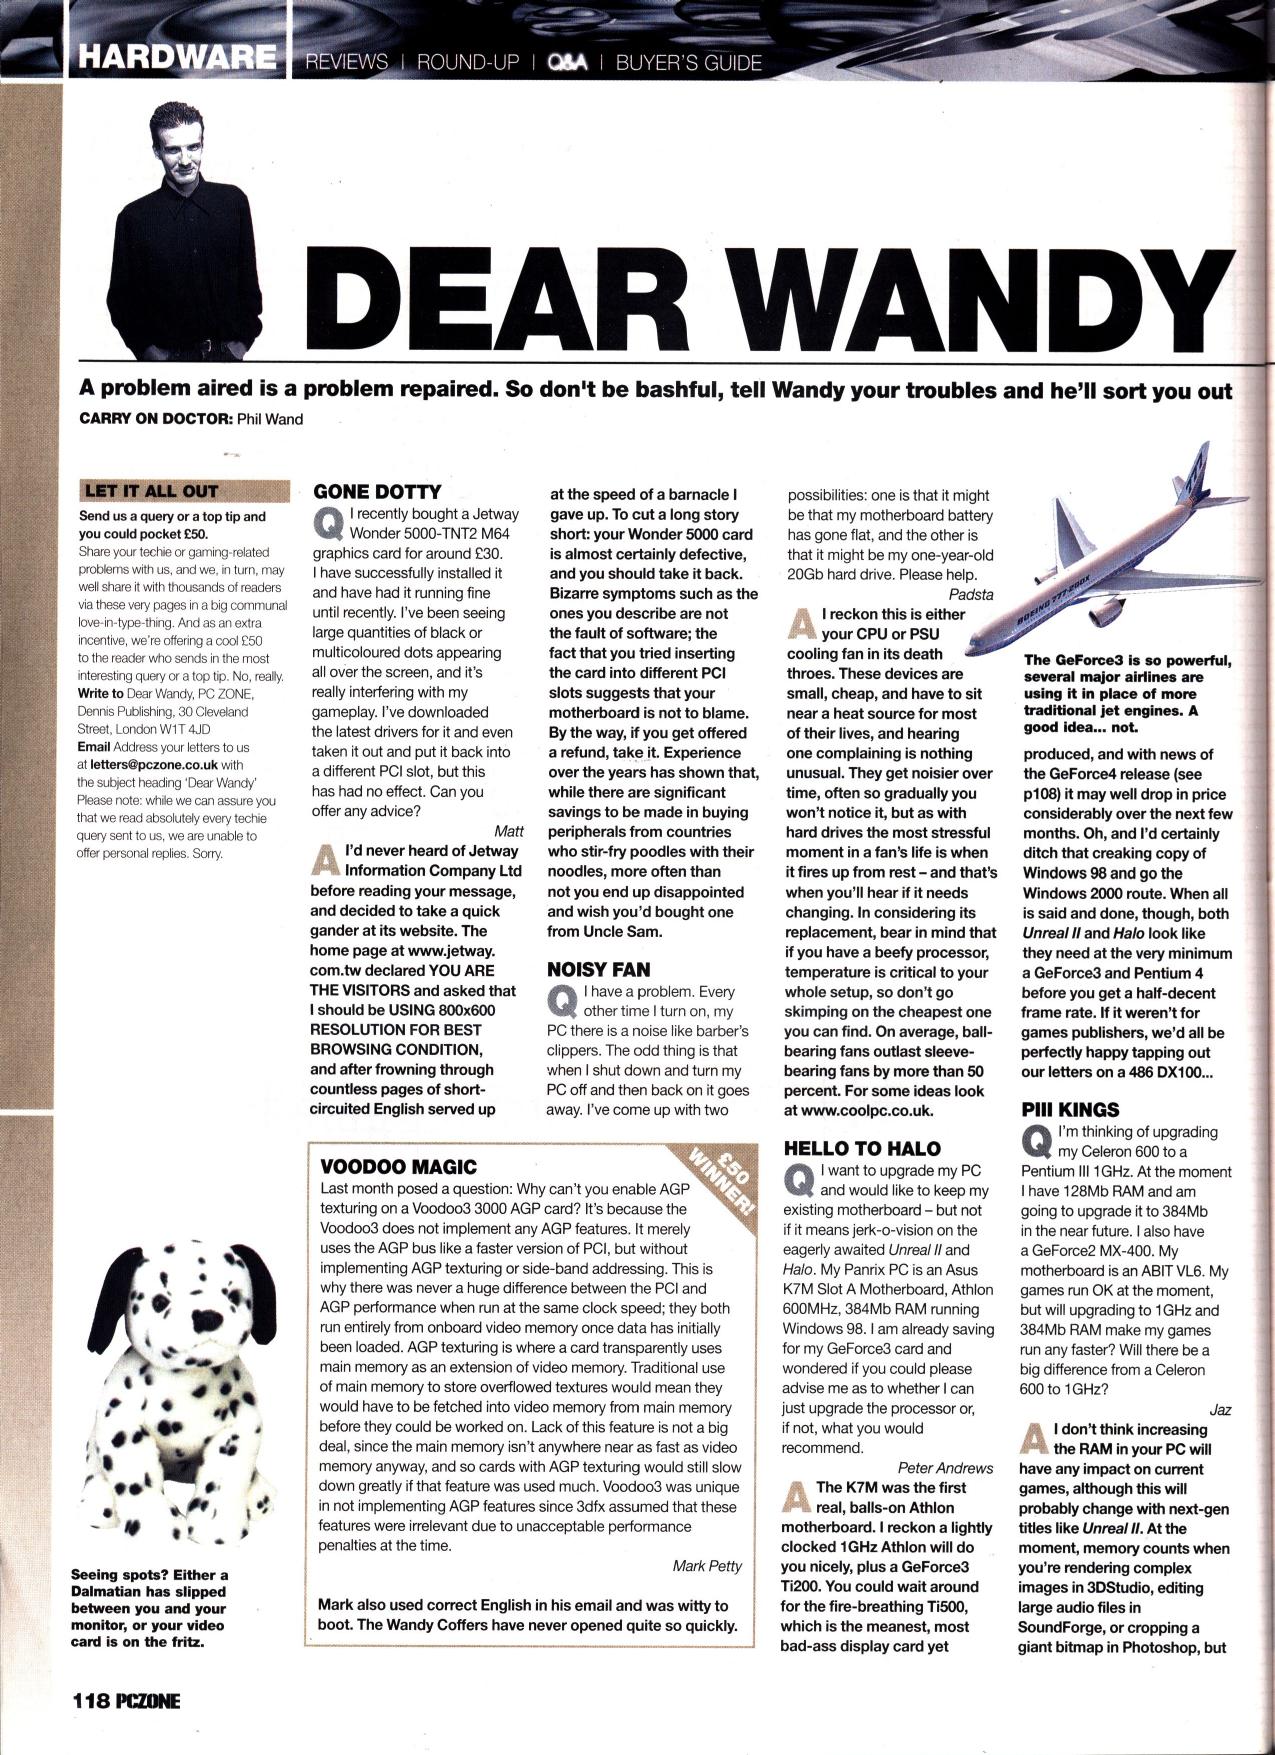 HARDWARE
REVIEWS | ROUND-UP | Q&A | BUYER'S GUIDE
DEAR WANDY
A problem aired is a problem repaired. So don't be bashful, tell Wandy your troubles and he'll sort you out
CARRY ON DOCTOR: Phil Wand
LET IT ALL OUT
Send us a query or a top tip and
you could pocket £50.
Share your techie or gaming-related
problems with us, and we, in turn, may
well share it with thousands of readers
via these very pages in a big communal
love-in-type-thing. And as an extra
incentive, we're offering a cool £50
to the reader who sends in the most
interesting query or a top tip. No, really.
Write to Dear Wandy, PC ZONE,
Dennis Publishing, 30 Cleveland
Street, London W1T 4JD
Email Address your letters to us
at letters@pczone.co.uk with
the subject heading 'Dear Wandy'
Please note: while we can assure you
that we read absolutely every techie
query sent to us, we are unable to
offer personal replies. Sorry.
Seeing spots? Either a
Dalmatian has slipped
between you and your
monitor, or your video
card is on the fritz.
GONE DOTTY
Q I recently bought a Jetway
Wonder 5000-TNT2 M64
graphics card for around £30.
I have successfully installed it
and have had it running fine
until recently. I've been seeing
large quantities of black or
multicoloured dots appearing
all over the screen, and it's
really interfering with my
gameplay. I've downloaded
the latest drivers for it and even
taken it out and put it back into
a different PCI slot, but this
has had no effect. Can you
offer any advice?
Matt
A I'd never heard of Jetway
Information Company Ltd
before reading your message,
and decided to take a quick
gander at its website. The
home page at www.jetway.
com.tw declared YOU ARE
THE VISITORS and asked that
I should be USING 800x600
RESOLUTION FOR BEST
BROWSING CONDITION,
and after frowning through
countless pages of short-
circuited English served up
at the speed of a barnacle I
gave up. To cut a long story
short: your Wonder 5000 card
is almost certainly defective,
and you should take it back.
Bizarre symptoms such as the
ones you describe are not
the fault of software; the
fact that you tried inserting
the card into different PCI
slots suggests that your
motherboard is not to blame.
By the way, if you get offered
a refund, take it. Experience
over the years has shown that,
while there are significant
savings to be made in buying
peripherals from countries
who stir-fry poodles with their
noodles, more often than
not you end up disappointed
and wish you'd bought one
from Uncle Sam.
NOISY FAN
Q I have a problem. Every
other time I turn on, my
PC there is a noise like barber's
clippers. The odd thing is that
when I shut down and turn my
PC off and then back on it goes
away. I've come up with two
possibilities: one is that it might
be that my motherboard battery
has gone flat, and the other is
that it might be my one-year-old
20Gb hard drive. Please help.
Padsta
A I reckon this is either
your CPU or PSU
cooling fan in its death
throes. These devices are
small, cheap, and have to sit
near a heat source for most
of their lives, and hearing
one complaining is nothing
unusual. They get noisier over
time, often so gradually you
won't notice it, but as with
hard drives the most stressful
moment in a fan's life is when
it fires up from rest – and that's
when you'll hear if it needs
changing. In considering its
replacement, bear in mind that
if you have a beefy processor,
temperature is critical to your
whole setup, so don't go
skimping on the cheapest one
you can find. On average, ball-
bearing fans outlast sleeve-
bearing fans by more than 50
percent. For some ideas look
at www.coolpc.co.uk.
HELLO TO HALO
Q I want to upgrade my PC
and would like to keep my
existing motherboard – but not
if it means jerk-o-vision on the
eagerly awaited Unreal II and
Halo. My Panrix PC is an Asus
K7M Slot A Motherboard, Athlon
600MHz, 384Mb RAM running
Windows 98. I am already saving
for my GeForce3 card and
wondered if you could please
advise me as to whether I can
just upgrade the processor or,
if not, what you would
recommend.
Peter Andrews
A The K7M was the first
real, balls-on Athlon
motherboard. I reckon a lightly
clocked 1GHz Athlon will do
you nicely, plus a GeForce3
Ti200. You could wait around
for the fire-breathing Ti500,
which is the meanest, most
bad-ass display card yet
BOEING 777-200X
777
The GeForce3 is so powerful,
several major airlines are
using it in place of more
traditional jet engines. A
good idea... not.
produced, and with news of
the GeForce4 release (see
p108) it may well drop in price
considerably over the next few
months. Oh, and I'd certainly
ditch that creaking copy of
Windows 98 and go the
Windows 2000 route. When all
is said and done, though, both
Unreal II and Halo look like
they need at the very minimum
a GeForce3 and Pentium 4
before you get a half-decent
frame rate. If it weren't for
games publishers, we'd all be
perfectly happy tapping out
our letters on a 486 DX100...
PIII KINGS
Q I'm thinking of upgrading
my Celeron 600 to a
Pentium III 1GHz. At the moment
I have 128Mb RAM and am
going to upgrade it to 384Mb
in the near future. I also have
a GeForce2 MX-400. My
motherboard is an ABIT VL6. My
games run OK at the moment,
but will upgrading to 1GHz and
384Mb RAM make my games
run any faster? Will there be a
big difference from a Celeron
600 to 1GHz?
Jaz
A I don't think increasing
the RAM in your PC will
have any impact on current
games, although this will
probably change with next-gen
titles like Unreal II. At the
moment, memory counts when
you're rendering complex
images in 3DStudio, editing
large audio files in
SoundForge, or cropping a
giant bitmap in Photoshop, but
VOODOO MAGIC
£50
WINNER!
Last month posed a question: Why can't you enable AGP
texturing on a Voodoo3 3000 AGP card? It's because the
Voodoo3 does not implement any AGP features. It merely
uses the AGP bus like a faster version of PCI, but without
implementing AGP texturing or side-band addressing. This is
why there was never a huge difference between the PCI and
AGP performance when run at the same clock speed; they both
run entirely from onboard video memory once data has initially
been loaded. AGP texturing is where a card transparently uses
main memory as an extension of video memory. Traditional use
of main memory to store overflowed textures would mean they
would have to be fetched into video memory from main memory
before they could be worked on. Lack of this feature is not a big
deal, since the main memory isn't anywhere near as fast as video
memory anyway, and so cards with AGP texturing would still slow
down greatly if that feature was used much. Voodoo3 was unique
in not implementing AGP features since 3dfx assumed that these
features were irrelevant due to unacceptable performance
penalties at the time.
Mark Petty
Mark also used correct English in his email and was witty to
boot. The Wandy Coffers have never opened quite so quickly.
118 PCZONE